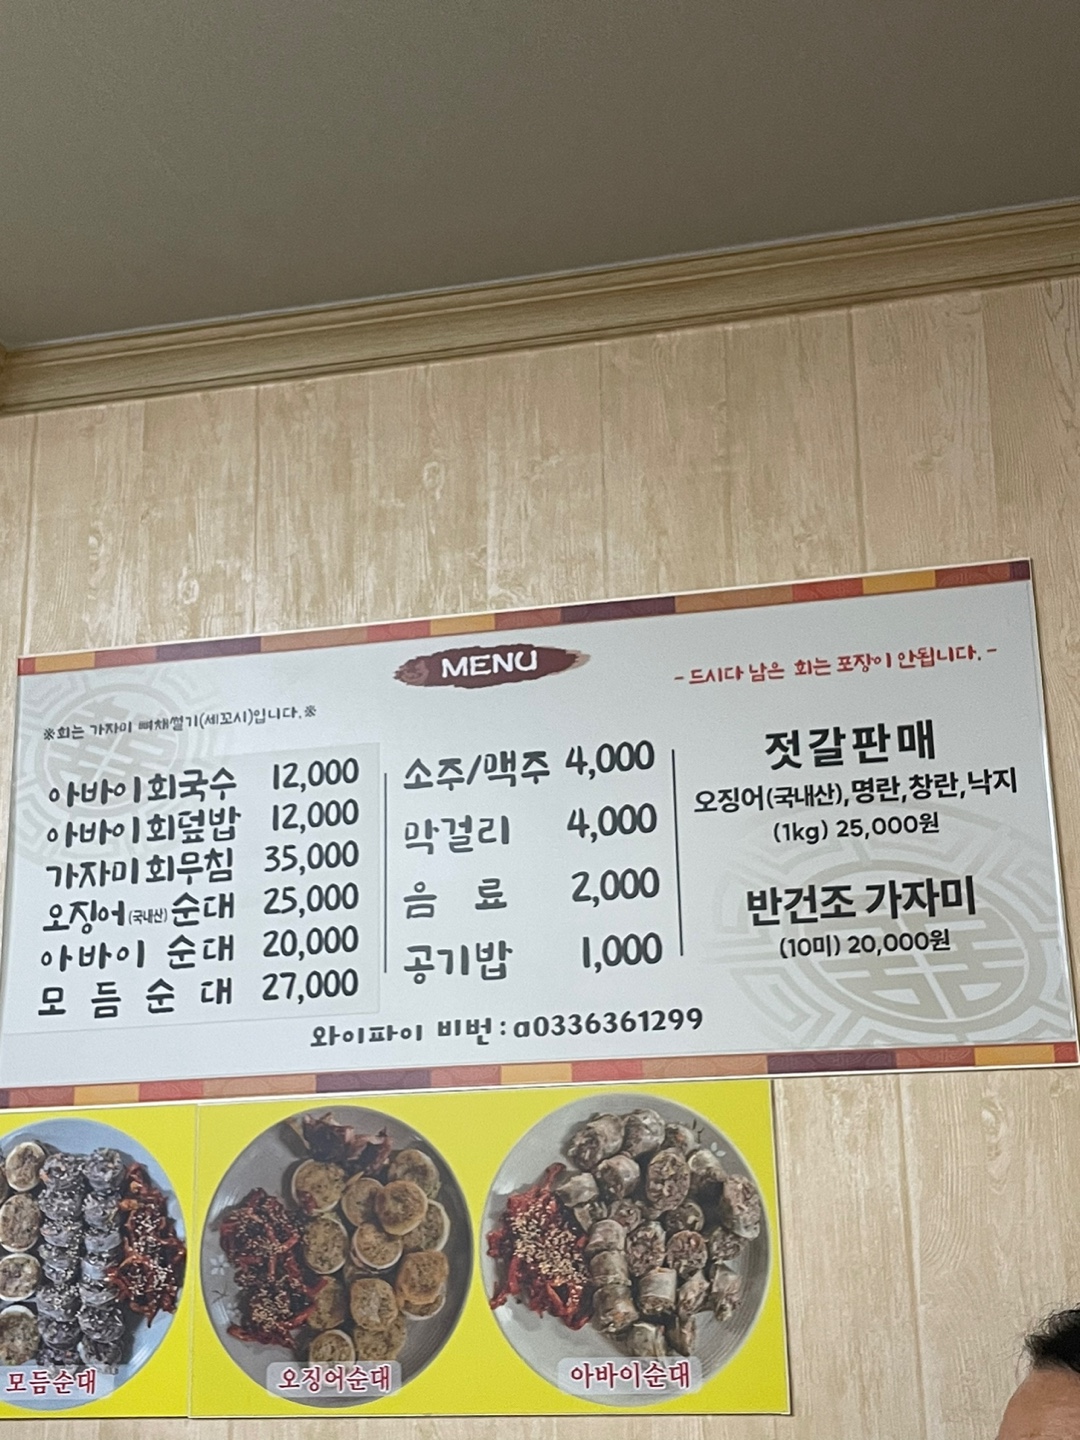 MENU
- 드시다 남은 회는 포장이 안됩니다. -
※회는 가자미 뼈채썰기(세꼬시)입니다.※
아바이회국수 12,000
아바이회덮밥 12,000
가자미회무침 35,000
오징어(국내산)순대 25,000
아바이 순대 20,000
모 듬 순 대 27,000
소주/맥주 4,000
막걸리 4,000
음 료 2,000
공기밥 1,000
젓갈판매
오징어(국내산),명란,창란,낙지
(1kg) 25,000원
반건조 가자미
(10미) 20,000원
와이파이 비번:a0336361299
모듬순대
오징어순대
아바이순대